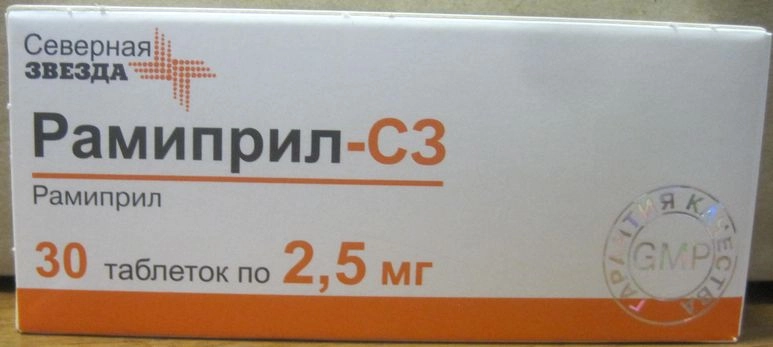 Северная
ЗВЕЗДА
Рамиприл-СЗ
Рамиприл
30 таблеток по 2,5 мг
ГАРАНТИЯ КАЧЕСТВА
GMP